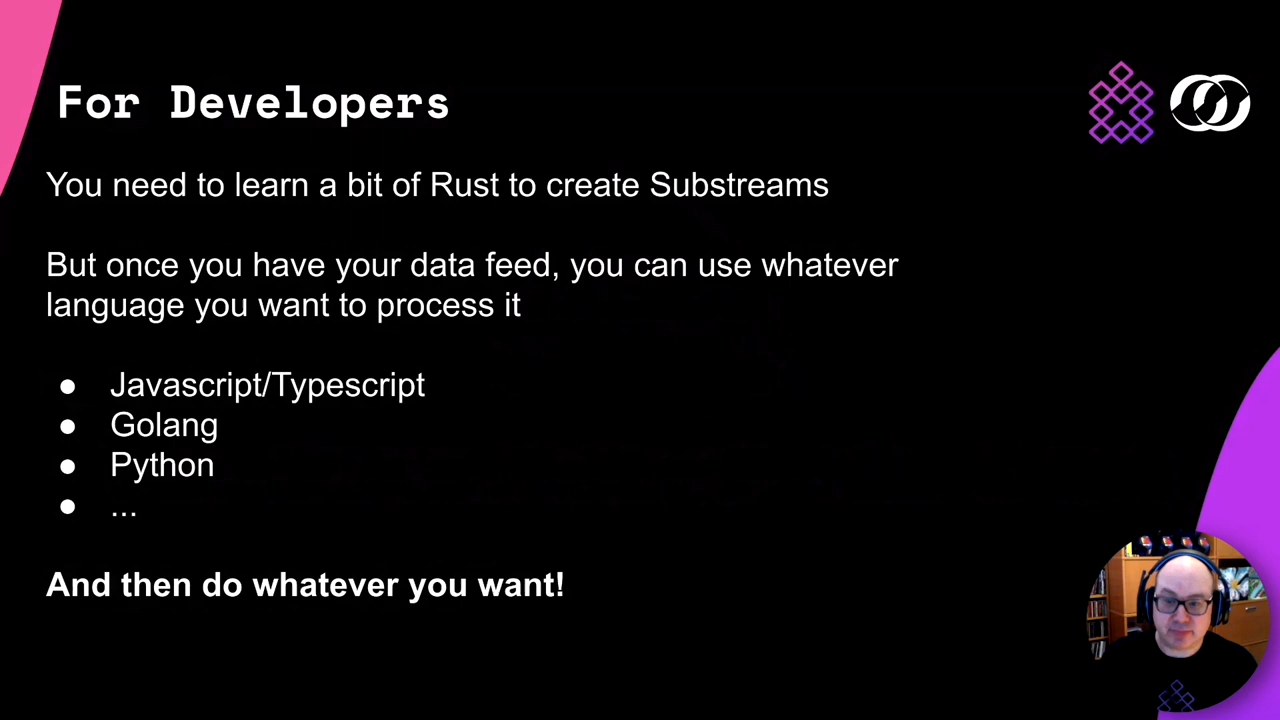 For Developers
You need to learn a bit of Rust to create Substreams
But once you have your data feed, you can use whatever
language you want to process it
● Javascript/Typescript
● Golang
● Python
● ...
And then do whatever you want!